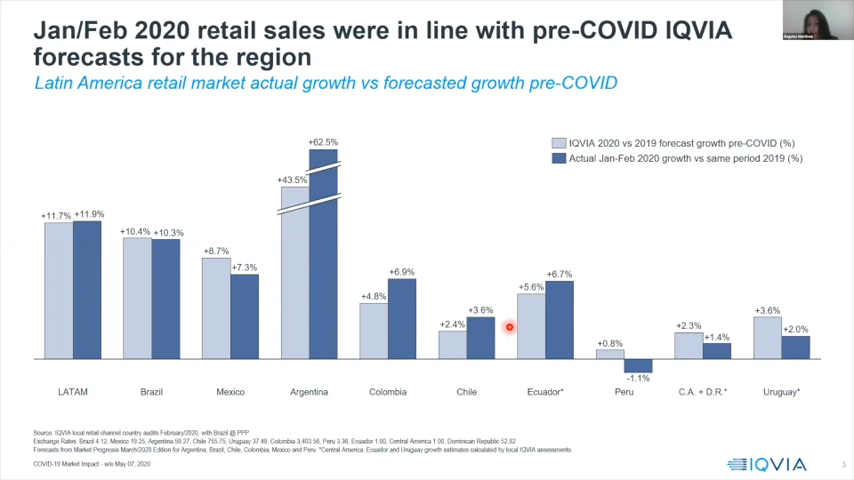 Jan/Feb 2020 retail sales were in line with pre-COVID IQVIA
forecasts for the region
Latin America retail market actual growth vs forecasted growth pre-COVID
Angeles Martinez
IQVIA 2020 vs 2019 forecast growth pre-COVID (%)
Actual Jan-Feb 2020 growth vs same period 2019 (%)
+11.7% +11.9%
+10.4% +10.3%
+8.7%
+7.3%
+43.5%
+62.5%
+4.8%
+6.9%
+2.4%
+3.6%
+5.6%
+6.7%
+0.8%
-1.1%
+2.3%
+1.4%
+3.6%
+2.0%
LATAM Brazil Mexico Argentina Colombia Chile Ecuador* Peru C.A. + D.R.* Uruguay*
Source: IQVIA local retail channel country audits February/2020, with Brazil @ PPP
Exchange Rates: Brazil 4.12, Mexico 19.25, Argentina 59.27, Chile 755.75, Uruguay 37.49, Colombia 3,403.56, Peru 3.36, Ecuador 1.00, Central America 1.00, Dominican Republic 52.82
Forecasts from Market Prognosis March/2020 Edition for Argentina, Brazil, Chile, Colombia, Mexico and Peru. *Central America, Ecuador and Uruguay growth estimates calculated by local IQVIA assessments
COVID-19 Market Impact - w/e May 07, 2020
IQVIA
3